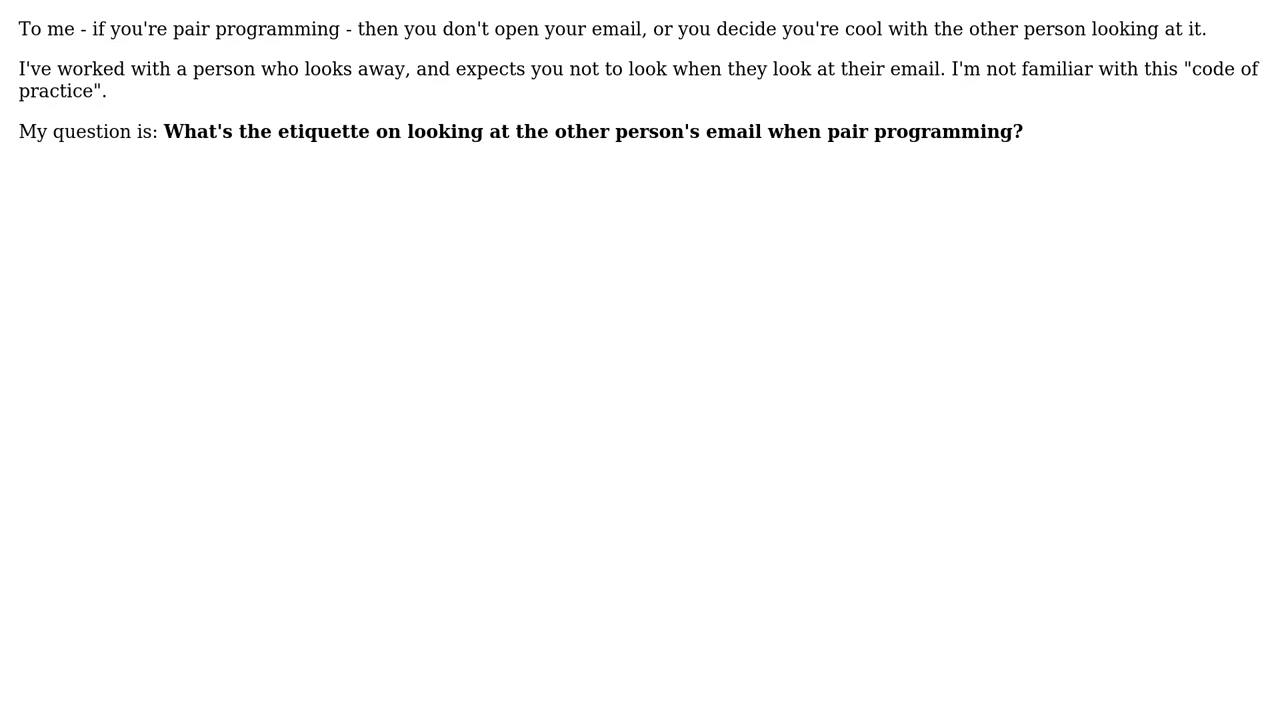 To me - if you're pair programming - then you don't open your email, or you decide you're cool with the other person looking at it.
I've worked with a person who looks away, and expects you not to look when they look at their email. I'm not familiar with this "code of
practice".
My question is: What's the etiquette on looking at the other person's email when pair programming?